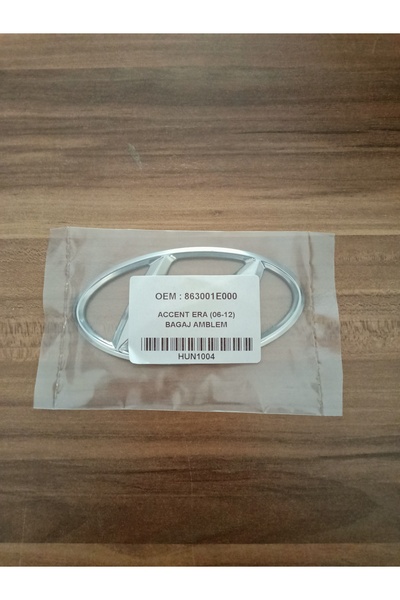 OEM : 863001E000
ACCENT ERA (06-12)
BAGAJ AMBLEM
HUN1004